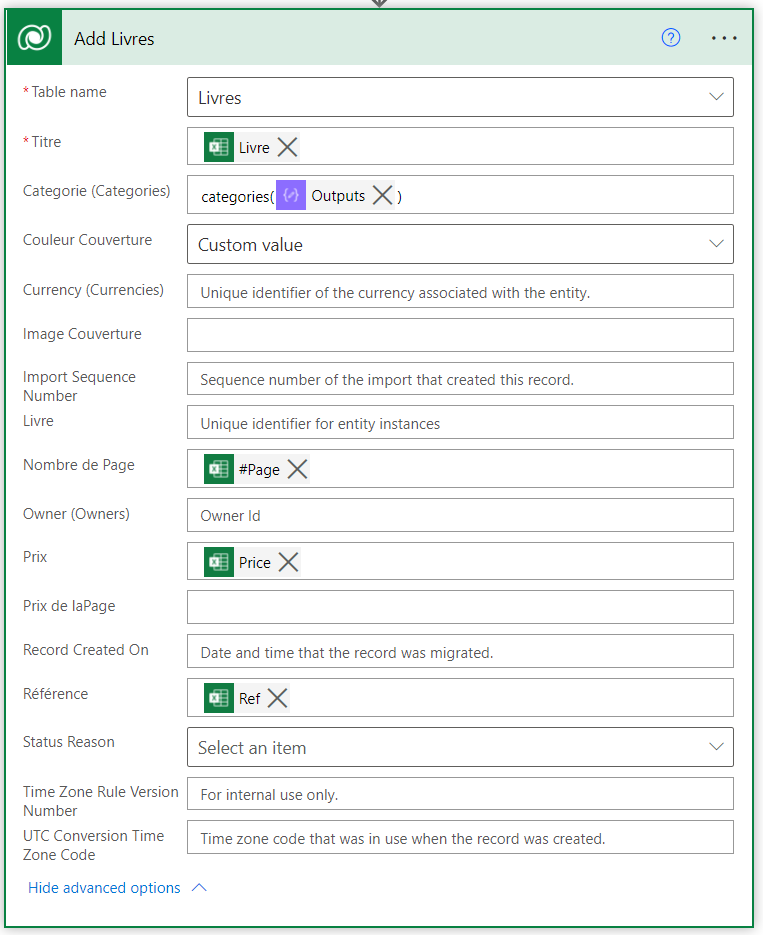 Add Livres
?
* Table name
Livres
* Titre
Livre
Categorie (Categories)
categories( Outputs )
Couleur Couverture
Custom value
Currency (Currencies)
Unique identifier of the currency associated with the entity.
Image Couverture
Import Sequence
Number
Sequence number of the import that created this record.
Livre
Unique identifier for entity instances
Nombre de Page
#Page
Owner (Owners)
Owner Id
Prix
Price
Prix de laPage
Record Created On
Date and time that the record was migrated.
Référence
Ref
Status Reason
Select an item
Time Zone Rule Version
Number
For internal use only.
UTC Conversion Time
Zone Code
Time zone code that was in use when the record was created.
Hide advanced options